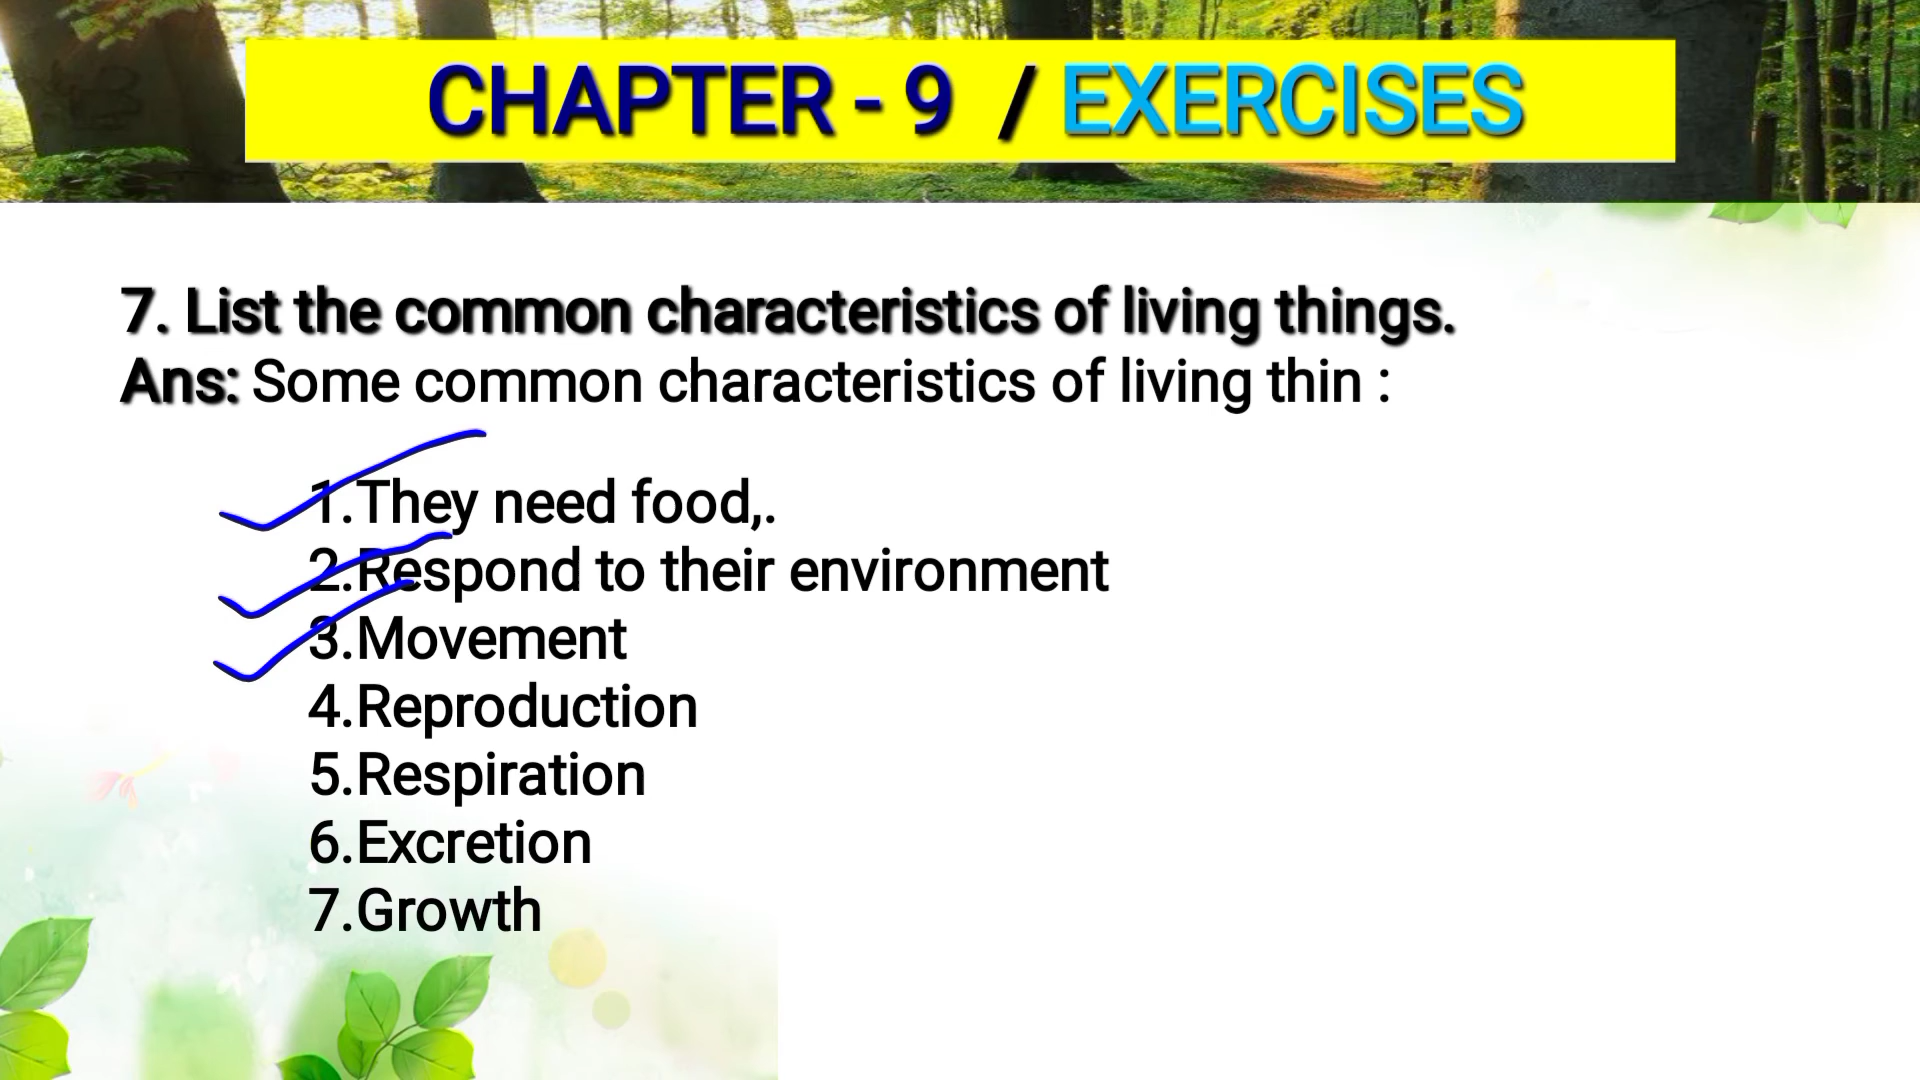 CHAPTER - 9 / EXERCISES
7. List the common characteristics of living things.
Ans: Some common characteristics of living thin :
1.They need food,.
2.Respond to their environment
3.Movement
4.Reproduction
5.Respiration
6.Excretion
7.Growth